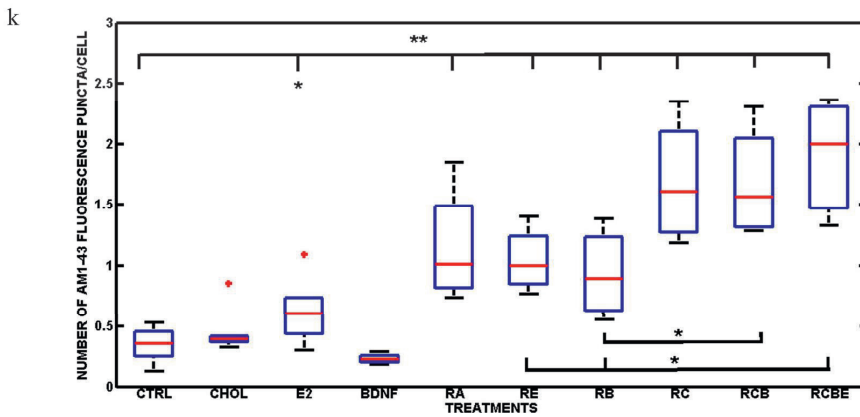 k
NUMBER OF AM1-43 FLUORESCENCE PUNCTA/CELL
3
2.5
2
1.5
1
0.5
0
**
*
*
*
CTRL CHOL E2 BDNF RA RE RB RC RCB RCBE
TREATMENTS